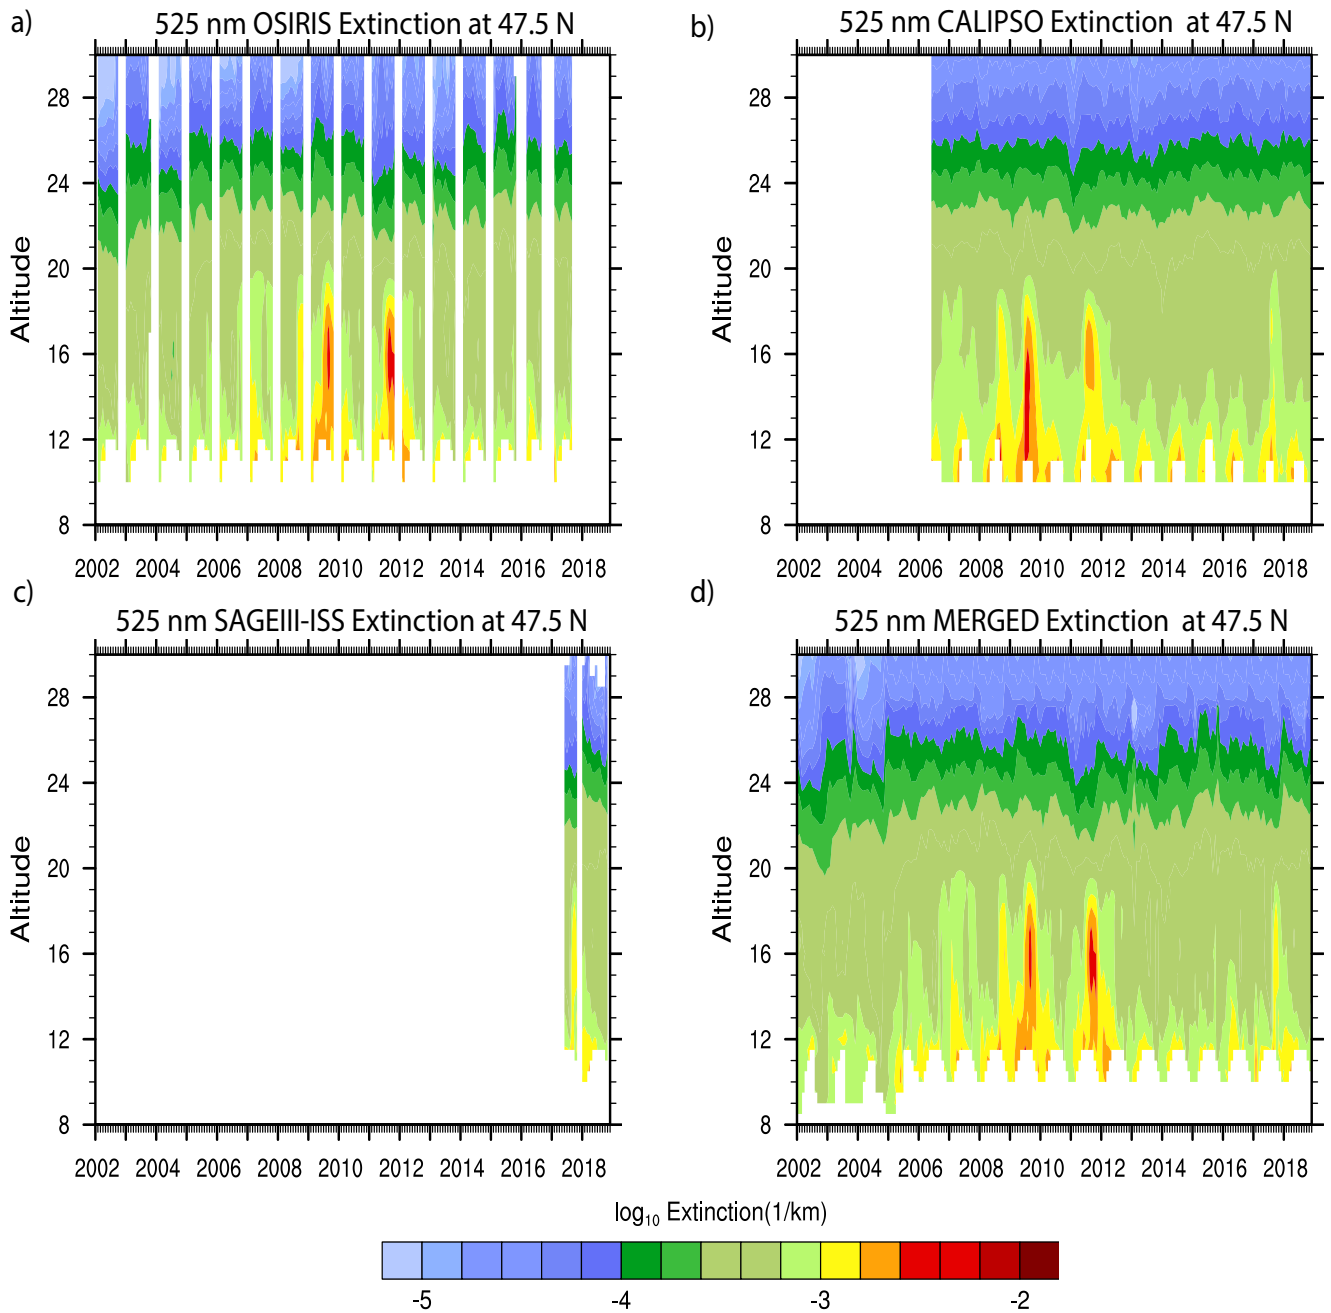 a)
525 nm OSIRIS Extinction at 47.5 N
28
24
20
16
12
8
Altitude
2002 2004 2006 2008 2010 2012 2014 2016 2018
b)
525 nm CALIPSO Extinction at 47.5 N
28
24
20
16
12
8
Altitude
2002 2004 2006 2008 2010 2012 2014 2016 2018
c)
525 nm SAGEIII-ISS Extinction at 47.5 N
28
24
20
16
12
8
Altitude
2002 2004 2006 2008 2010 2012 2014 2016 2018
d)
525 nm MERGED Extinction at 47.5 N
28
24
20
16
12
8
Altitude
2002 2004 2006 2008 2010 2012 2014 2016 2018
log₁₀ Extinction(1/km)
-5 -4 -3 -2